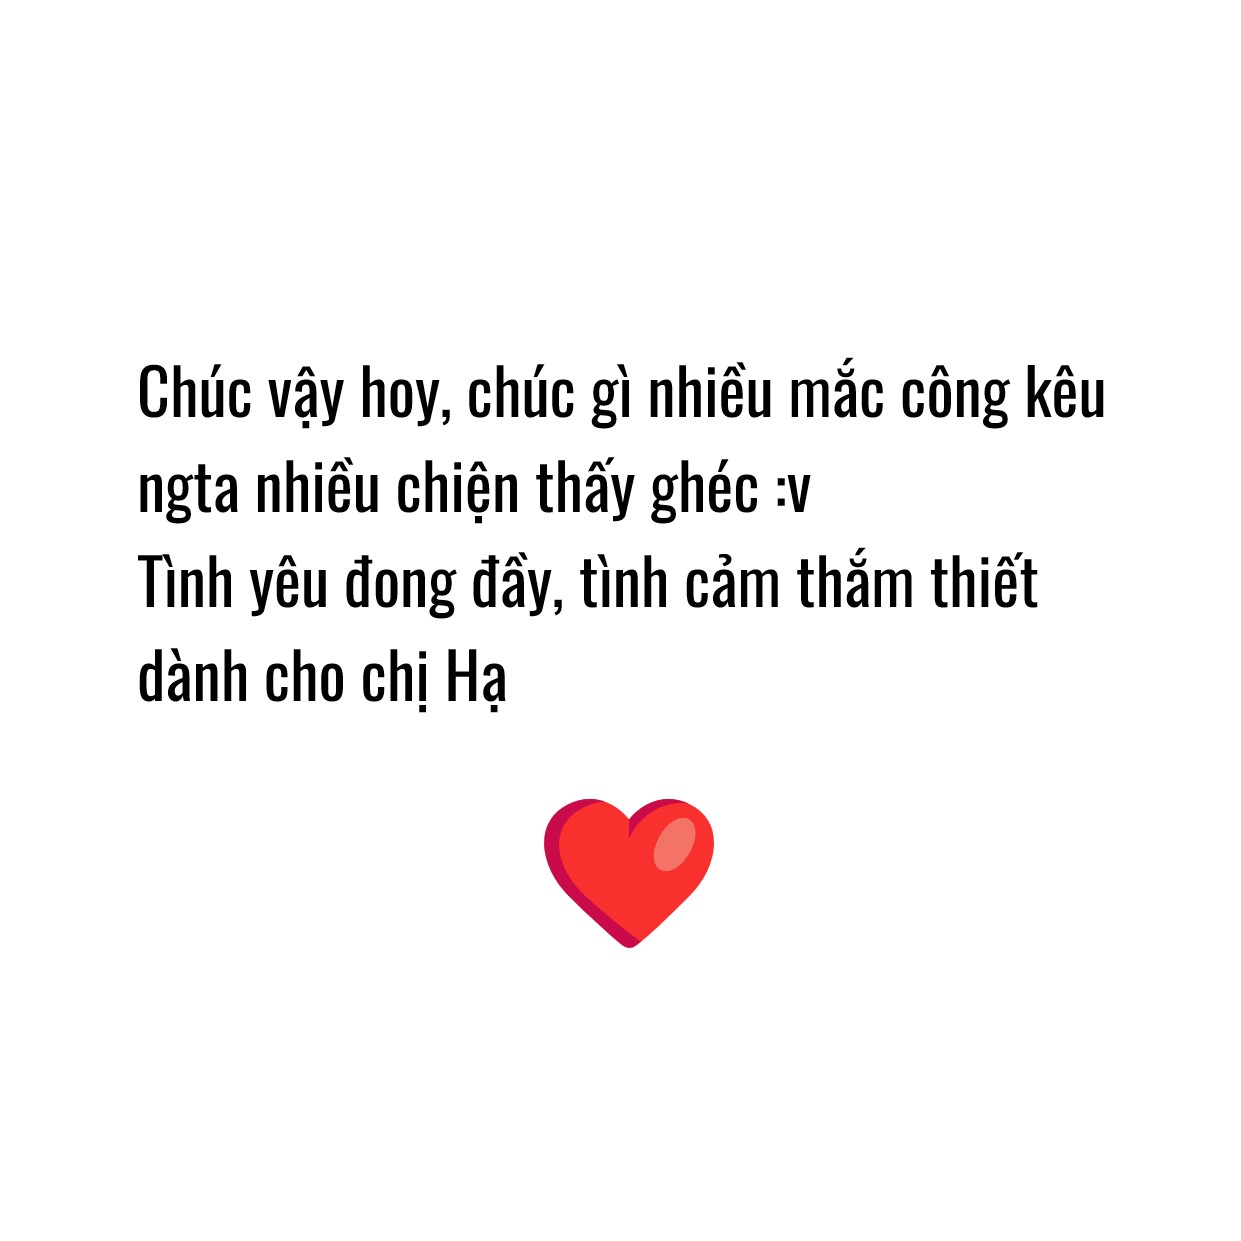 Chúc vậy hoy, chúc gì nhiều mắc công kêu
ngta nhiều chiện thấy ghéc :v
Tình yêu đong đầy, tình cảm thắm thiết
dành cho chị Hạ